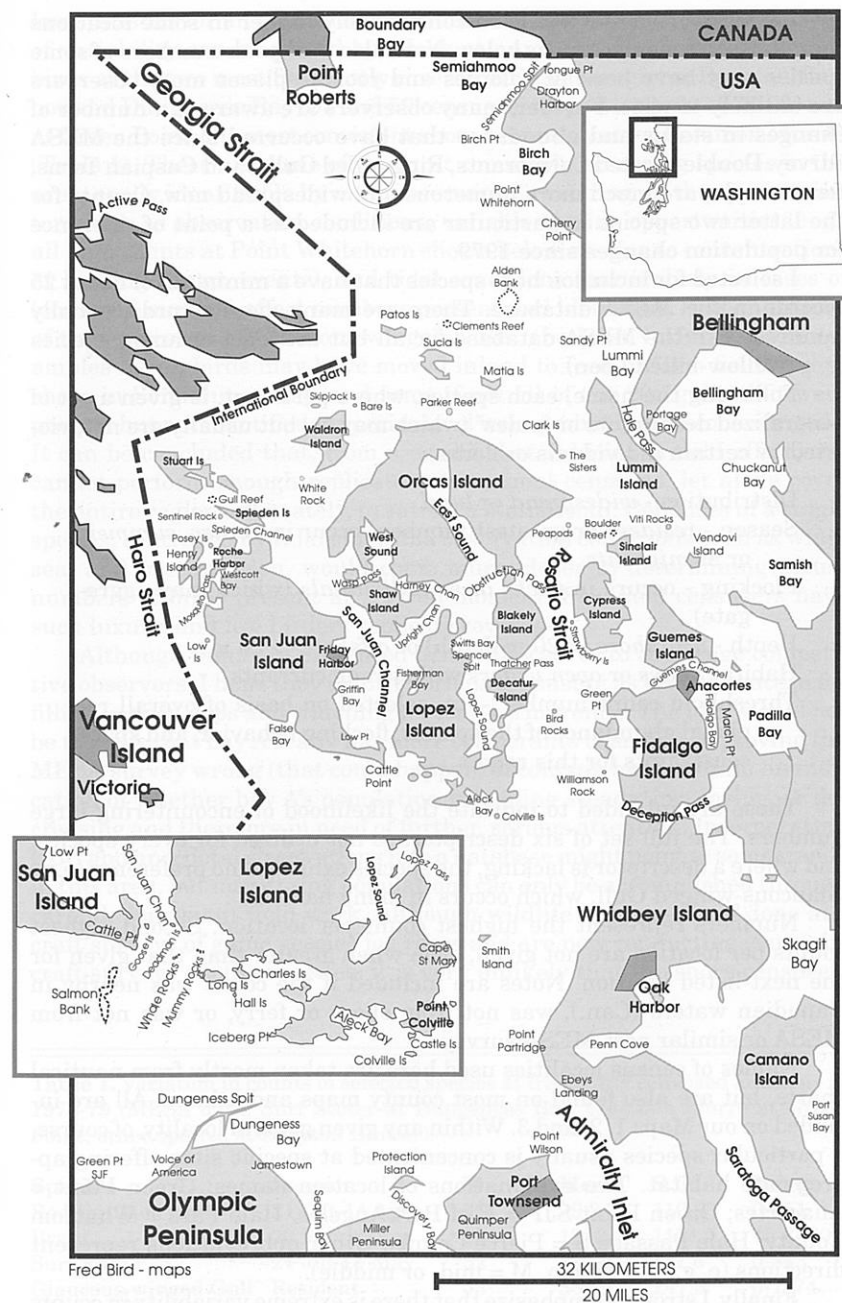 Boundary
Bay
CANADA
USA
Point
Roberts
Semiahmoo
Bay
Semiahmoo Spit
Tongue Pt
Drayton
Harbor
Birch Pt
Birch
Bay
Point
Whitehorn
Cherry
Point
WASHINGTON
Georgia Strait
Active Pass
International Boundary
Alden
Bank
Patos Is
Clements Reef
Sucia Is
Matia Is
Sandy Pt
Lummi
Bay
Bellingham
Bellingham
Bay
Hale Pass
Portage
Bay
Lummi
Island
Chuckanut
Bay
Skipjack Is
Bare Is
Parker Reef
Waldron
Island
Clark Is
The
Sisters
Stuart Is
Gull Reef
White
Rock
Orcas Island
East Sound
Sentinel Rock
Spieden Is
Spieden Channel
Peapods
Boulder
Reef
Viti Rocks
Vendovi
Island
Sinclair
Island
Samish
Bay
Posey Is
Henry
Island
Roche
Harbor
Westcott
Bay
Mosquito Pass
West
Sound
Wasp Pass
Harney Chan
Obstruction Pass
Rosario Strait
Haro Strait
Shaw
Island
Upright Chan
Blakely
Island
Cypress
Island
Strawberry Is
San Juan
Island
San Juan Channel
Friday
Harbor
Low
Is
Griffin
Bay
Fisherman
Bay
Swifts Bay
Spencer
Spit
Thatcher Pass
Decatur
Island
Guemes
Island
Guemes Channel
Green
Pt
Anacortes
Fidalgo Bay
March Pt
Padilla
Bay
Lopez
Island
Lopez Sound
Bird
Rocks
Fidalgo
Island
False
Bay
Low Pt
Cattle
Point
Vancouver
Island
Victoria
Williamson
Rock
Aleck
Bay
Colville Is
Deception Pass
Low Pt
San Juan
Island
San Juan Chan
Lopez
Island
Lopez Pass
Lopez Sound
Cattle Pt
Goose Is
Deadman Is
Whale Rocks
Mummy Rocks
Salmon
Bank
Long Is
Charles Is
Hall Is
Iceberg Pt
Aleck Bay
Cape
St Mary
Point
Colville
Castle Is
Colville Is
Whidbey Island
Skagit
Bay
Smith Is
Oak
Harbor
Point
Partridge
Penn Cove
Camano
Island
Ebeys
Landing
Port
Susan
Bay
Dungeness Spit
Dungeness
Bay
Green Pt
SJF
Voice of
America
Jamestown
Protection
Island
Point
Wilson
Admiralty Inlet
Saratoga Passage
Olympic
Peninsula
Sequim Bay
Miller
Peninsula
Discovery Bay
Quimper
Peninsula
Port
Townsend
Fred Bird - maps
32 KILOMETERS
20 MILES